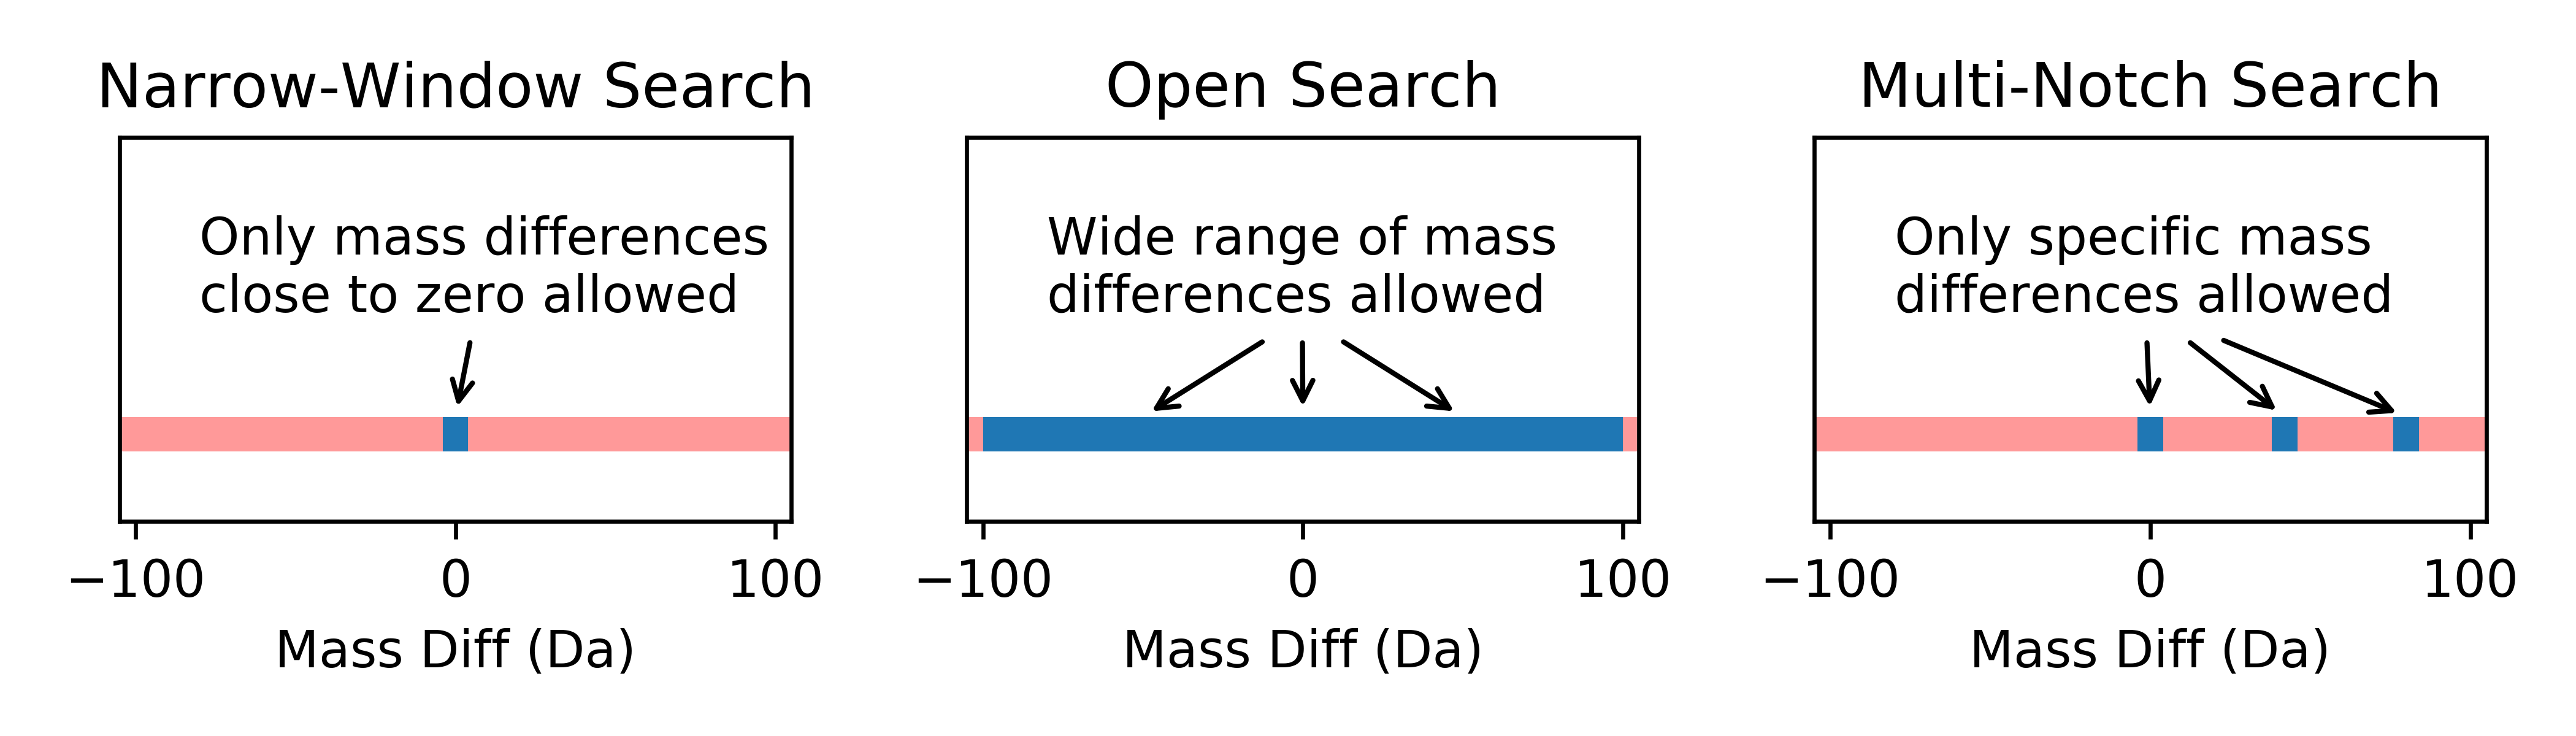 Narrow-Window Search
Only mass differences
close to zero allowed
−100 0 100
Mass Diff (Da)
Open Search
Wide range of mass
differences allowed
−100 0 100
Mass Diff (Da)
Multi-Notch Search
Only specific mass
differences allowed
−100 0 100
Mass Diff (Da)